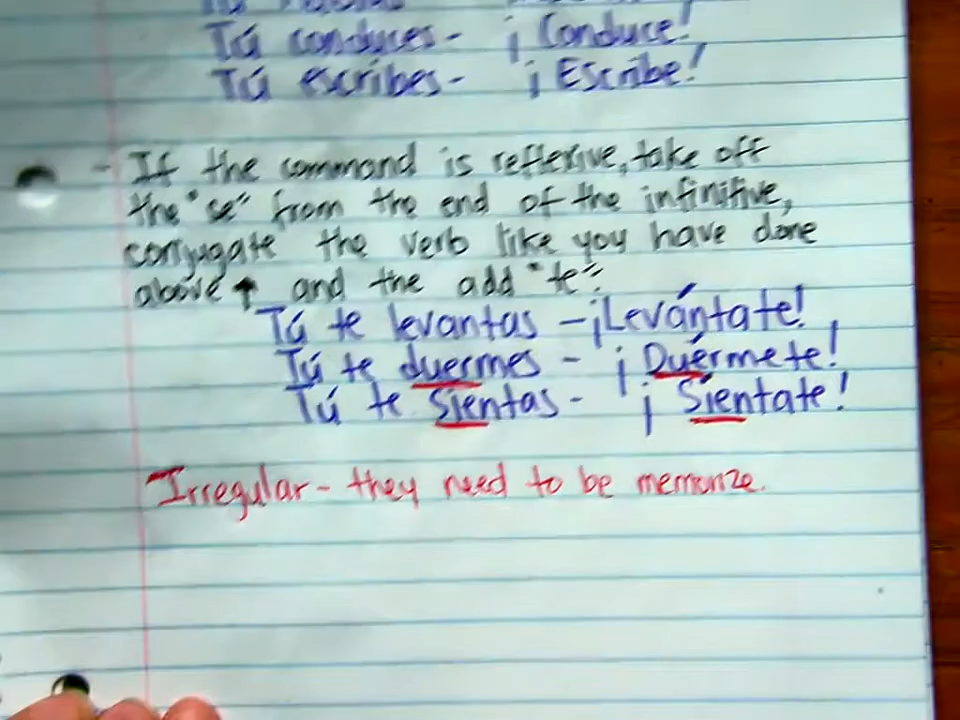 Tú conduces - ¡Conduce!
Tú escribes - ¡Escribe!
- If the command is reflexive, take off
the "se" from the end of the infinitive,
conjugate the verb like you have done
above ↑ and the add "te".
Tú te levantas - ¡Levántate!
Tú te duermes - ¡Duérmete!
Tú te sientas - ¡Síentate!
*Irregular - they need to be memorize.